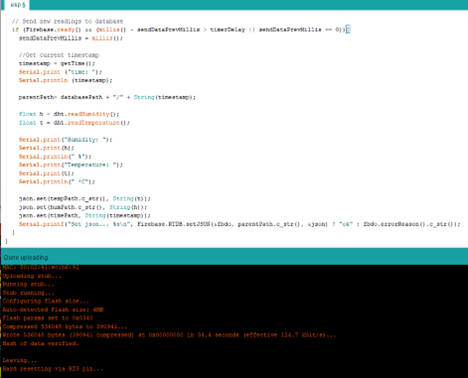 esp §
// Send new readings to database
if (Firebase.ready() && (millis() - sendDataPrevMillis > timerDelay || sendDataPrevMillis == 0)){
sendDataPrevMillis = millis();
//Get current timestamp
timestamp = getTime();
Serial.print ("time: ");
Serial.println (timestamp);
parentPath= databasePath + "/" + String(timestamp);
float h = dht.readHumidity();
float t = dht.readTemperature();
Serial.print("Humidity: ");
Serial.print(h);
Serial.println(" %");
Serial.print("Temperature: ");
Serial.print(t);
Serial.println(" °C");
json.set(tempPath.c_str(), String(t));
json.set(humPath.c_str(), String(h));
json.set(timePath, String(timestamp));
Serial.printf("Set json... %s\n", Firebase.RTDB.setJSON(&fbdo, parentPath.c_str(), &json) ? "ok" : fbdo.errorReason().c_str());
}
}
Done uploading.
MAC:
Uploading stub...
Running stub...
Stub running...
Configuring flash size...
Auto-detected Flash size: 4MB
Flash params set to 0x0340
Compressed 536048 bytes to 390941...
Wrote 536048 bytes (390941 compressed) at 0x00000000 in 34.4 seconds (effective 124.7 kbit/s)...
Hash of data verified.
Leaving...
Hard resetting via RTS pin...